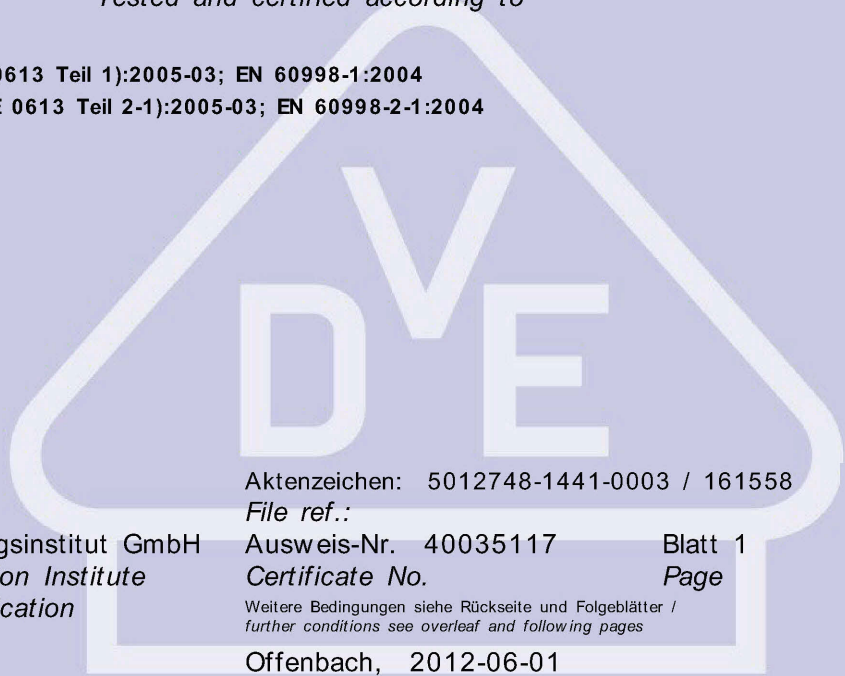 Tested and certified according to
0613 Teil 1):2005-03; EN 60998-1:2004
E 0613 Teil 2-1):2005-03; EN 60998-2-1:2004
VDE
Aktenzeichen: 5012748-1441-0003 / 161558
File ref.:
gsinstitut GmbH Ausweis-Nr. 40035117 Blatt 1
on Institute Certificate No. Page
cation Weitere Bedingungen siehe Rückseite und Folgeblätter /
further conditions see overleaf and following pages
Offenbach, 2012-06-01